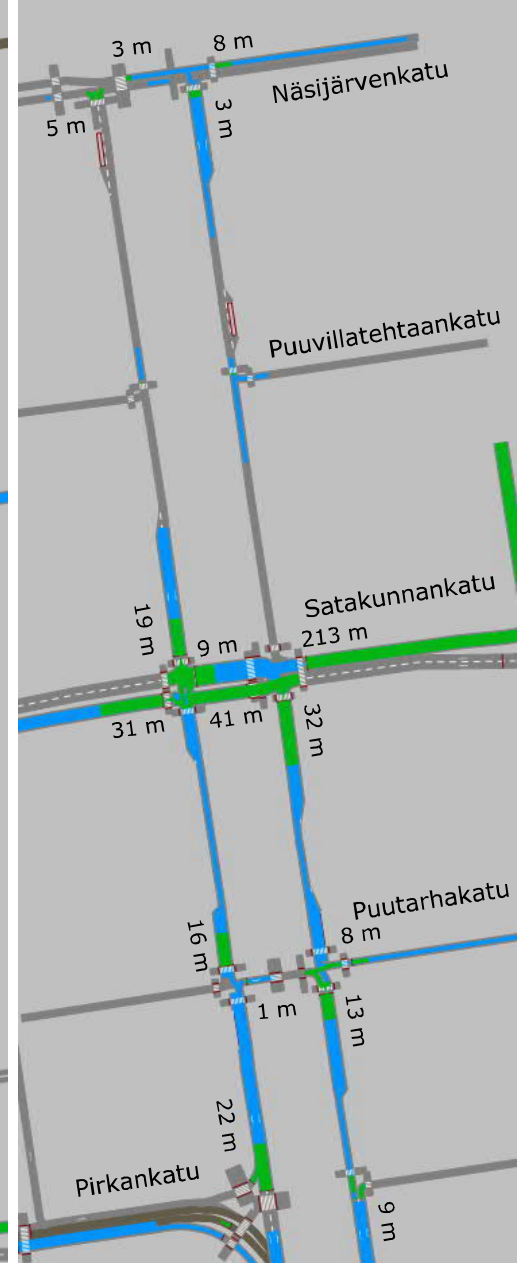 3 m
8 m
Näsijärvenkatu
5 m
3 m
Puuvillatehtaankatu
Satakunnankatu
19 m
9 m
213 m
31 m
41 m
32 m
Puutarhakatu
16 m
8 m
1 m
13 m
22 m
Pirkankatu
9 m